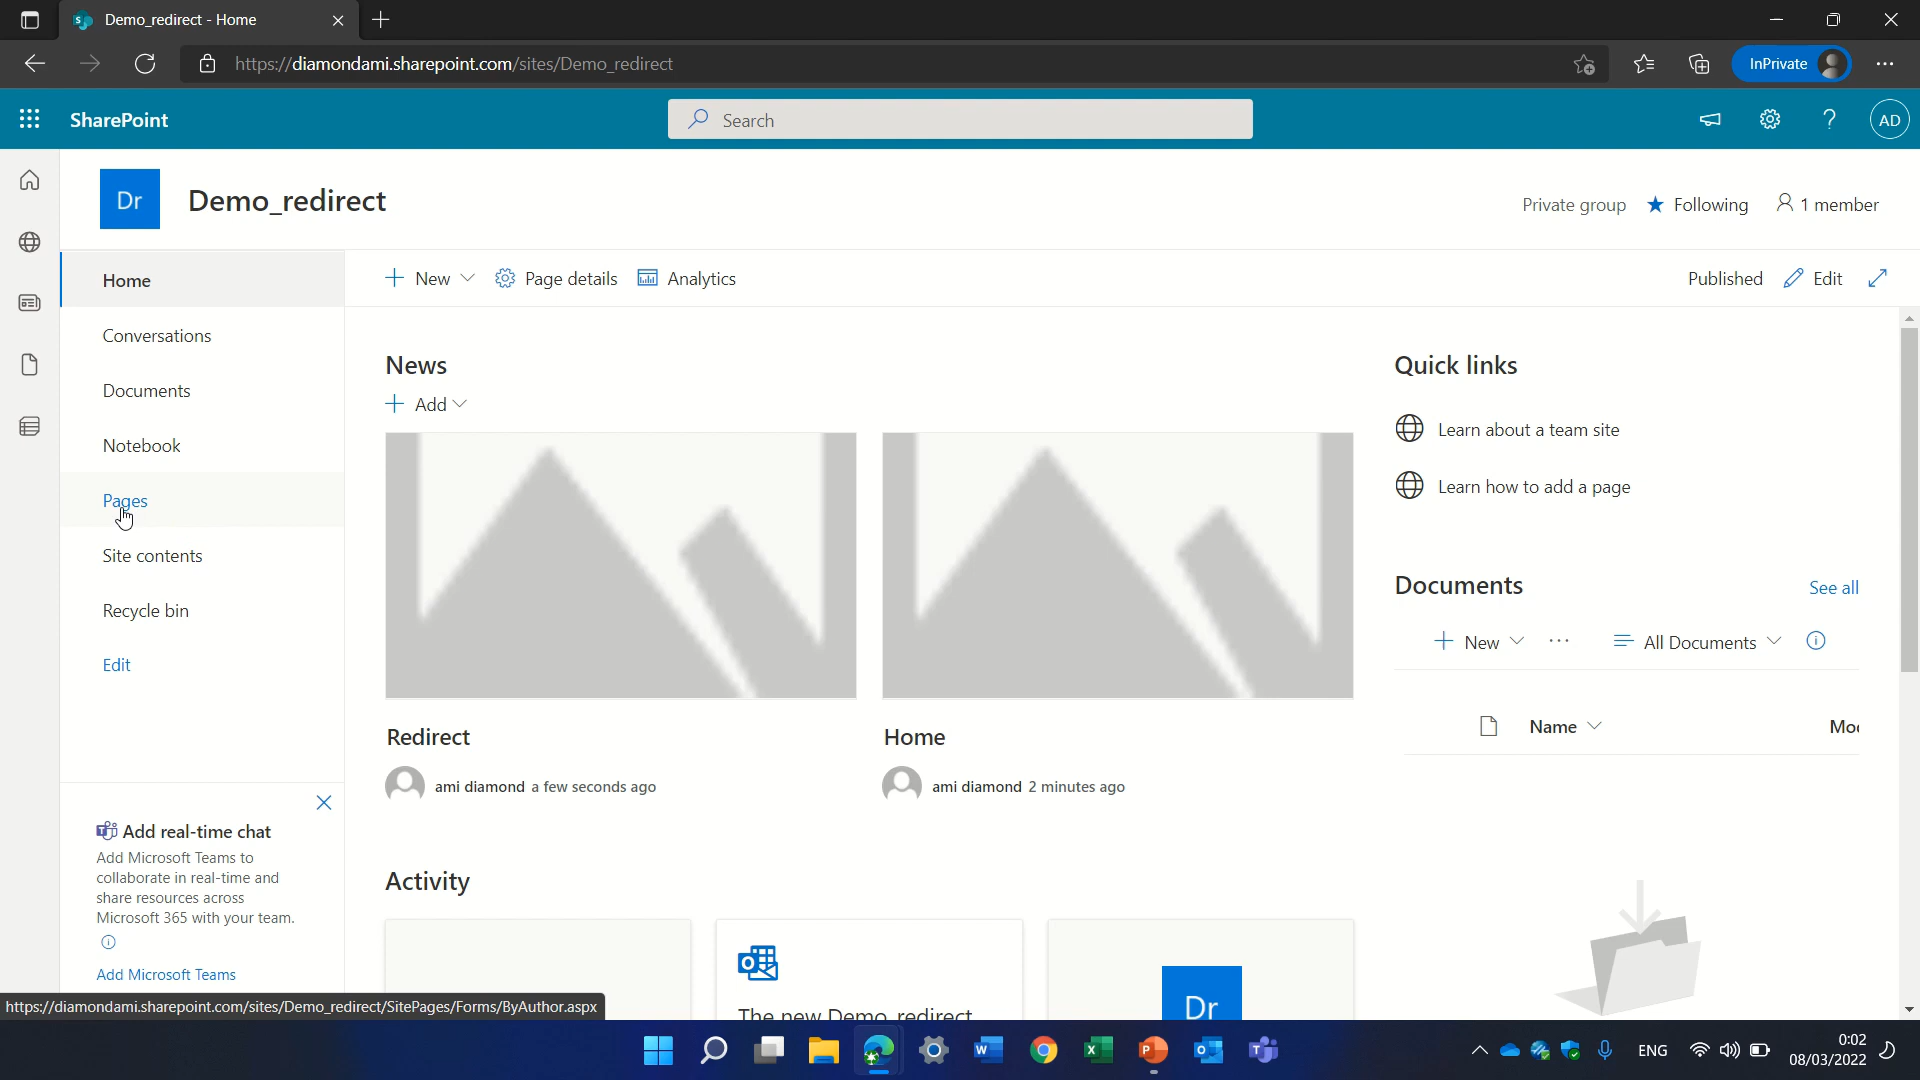 Demo_redirect - Home
https://diamondami.sharepoint.com/sites/Demo_redirect
InPrivate
SharePoint
Search
AD
Dr
Demo_redirect
Private group
Following
1 member
Home
Conversations
Documents
Notebook
Pages
Site contents
Recycle bin
Edit
New
Page details
Analytics
Published
Edit
News
Add
Redirect
ami diamond a few seconds ago
Home
ami diamond 2 minutes ago
Activity
The new Demo_redirect
Dr
Quick links
Learn about a team site
Learn how to add a page
Documents
See all
New
All Documents
Name
Add real-time chat
Add Microsoft Teams to
collaborate in real-time and
share resources across
Microsoft 365 with your team.
Add Microsoft Teams
https://diamondami.sharepoint.com/sites/Demo_redirect/SitePages/Forms/ByAuthor.aspx
ENG
0:02
08/03/2022